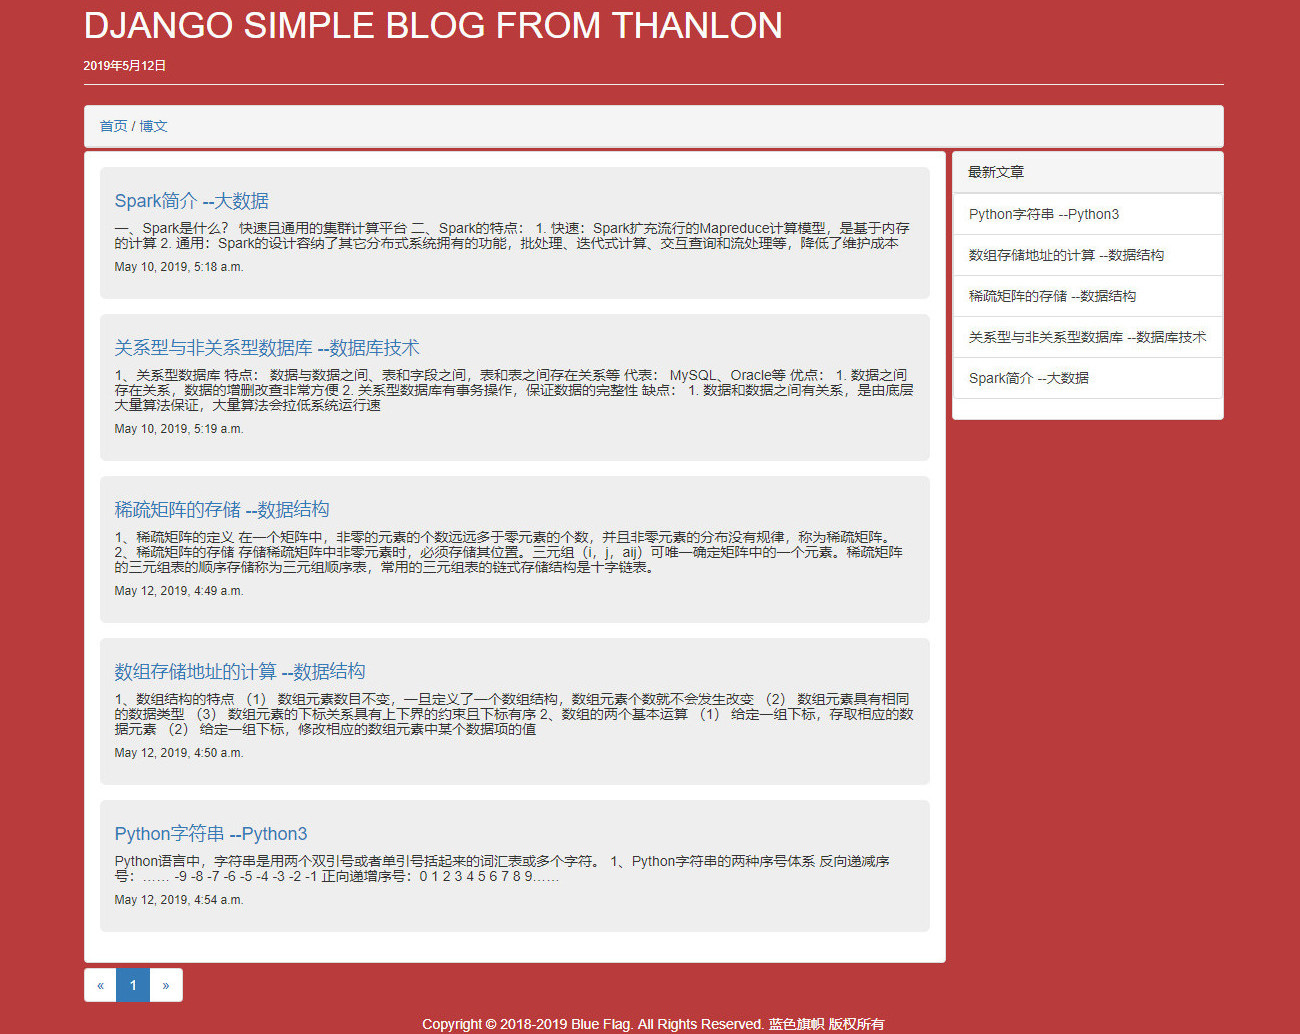 DJANGO SIMPLE BLOG FROM THANLON
2019年5月12日
首页 / 博文
Spark简介 --大数据
一、Spark是什么? 快速且通用的集群计算平台 二、Spark的特点： 1. 快速：Spark扩充流行的Mapreduce计算模型，是基于内存
的计算 2. 通用：Spark的设计容纳了其它分布式系统拥有的功能，批处理、迭代式计算、交互查询和流处理等，降低了维护成本
May 10, 2019, 5:18 a.m.
关系型与非关系型数据库 --数据库技术
1、关系型数据库 特点： 数据与数据之间、表和字段之间，表和表之间存在关系等 代表： MySQL、Oracle等 优点： 1. 数据之间
存在关系，数据的增删改查非常方便 2. 关系型数据库有事务操作，保证数据的完整性 缺点： 1. 数据和数据之间有关系，是由底层
大量算法保证，大量算法会拉低系统运行速
May 10, 2019, 5:19 a.m.
稀疏矩阵的存储 --数据结构
1、稀疏矩阵的定义 在一个矩阵中，非零的元素的个数远远多于零元素的个数，并且非零元素的分布没有规律，称为稀疏矩阵。
2、稀疏矩阵的存储 存储稀疏矩阵中非零元素时，必须存储其位置。三元组（i，j，aij）可唯一确定矩阵中的一个元素。稀疏矩阵
的三元组表的顺序存储称为三元组顺序表，常用的三元组表的链式存储结构是十字链表。
May 12, 2019, 4:49 a.m.
数组存储地址的计算 --数据结构
1、数组结构的特点 （1） 数组元素数目不变，一旦定义了一个数组结构，数组元素个数就不会发生改变 （2） 数组元素具有相同
的数据类型 （3） 数组元素的下标关系具有上下界的约束且下标有序 2、数组的两个基本运算 （1） 给定一组下标，存取相应的数
据元素 （2） 给定一组下标，修改相应的数组元素中某个数据项的值
May 12, 2019, 4:50 a.m.
Python字符串 --Python3
Python语言中，字符串是用两个双引号或者单引号括起来的词汇表或多个字符。 1、Python字符串的两种序号体系 反向递减序
号：…… -9 -8 -7 -6 -5 -4 -3 -2 -1 正向递增序号：0 1 2 3 4 5 6 7 8 9……
May 12, 2019, 4:54 a.m.
最新文章
Python字符串 --Python3
数组存储地址的计算 --数据结构
稀疏矩阵的存储 --数据结构
关系型与非关系型数据库 --数据库技术
Spark简介 --大数据
« 1 »
Copyright © 2018-2019 Blue Flag. All Rights Reserved. 蓝色旗帜 版权所有